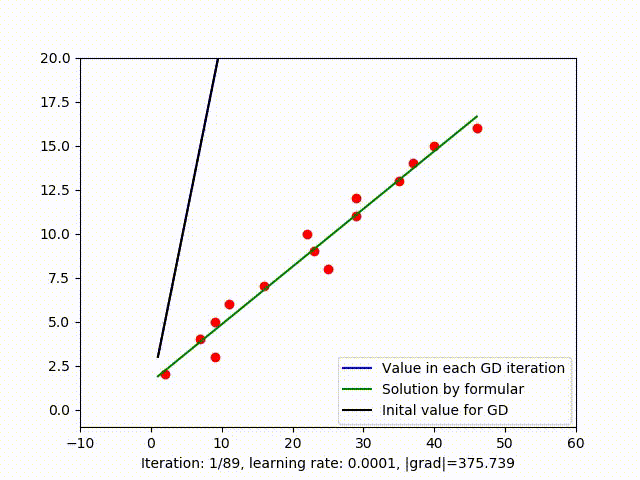 20.0
17.5
15.0
12.5
10.0
7.5
5.0
2.5
0.0
Value in each GD iteration
Solution by formular
Inital value for GD
−10 0 10 20 30 40 50 60
Iteration: 1/89, learning rate: 0.0001, |grad|=375.739